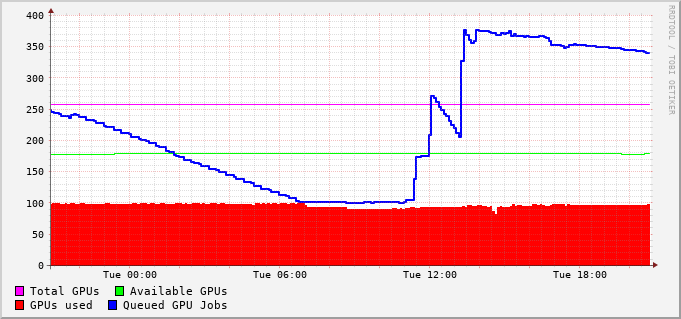 400
350
300
250
200
150
100
50
0
Tue 00:00 Tue 06:00 Tue 12:00 Tue 18:00
Total GPUs Available GPUs
GPUs used Queued GPU Jobs
RRDTOOL / TOBI OETIKER